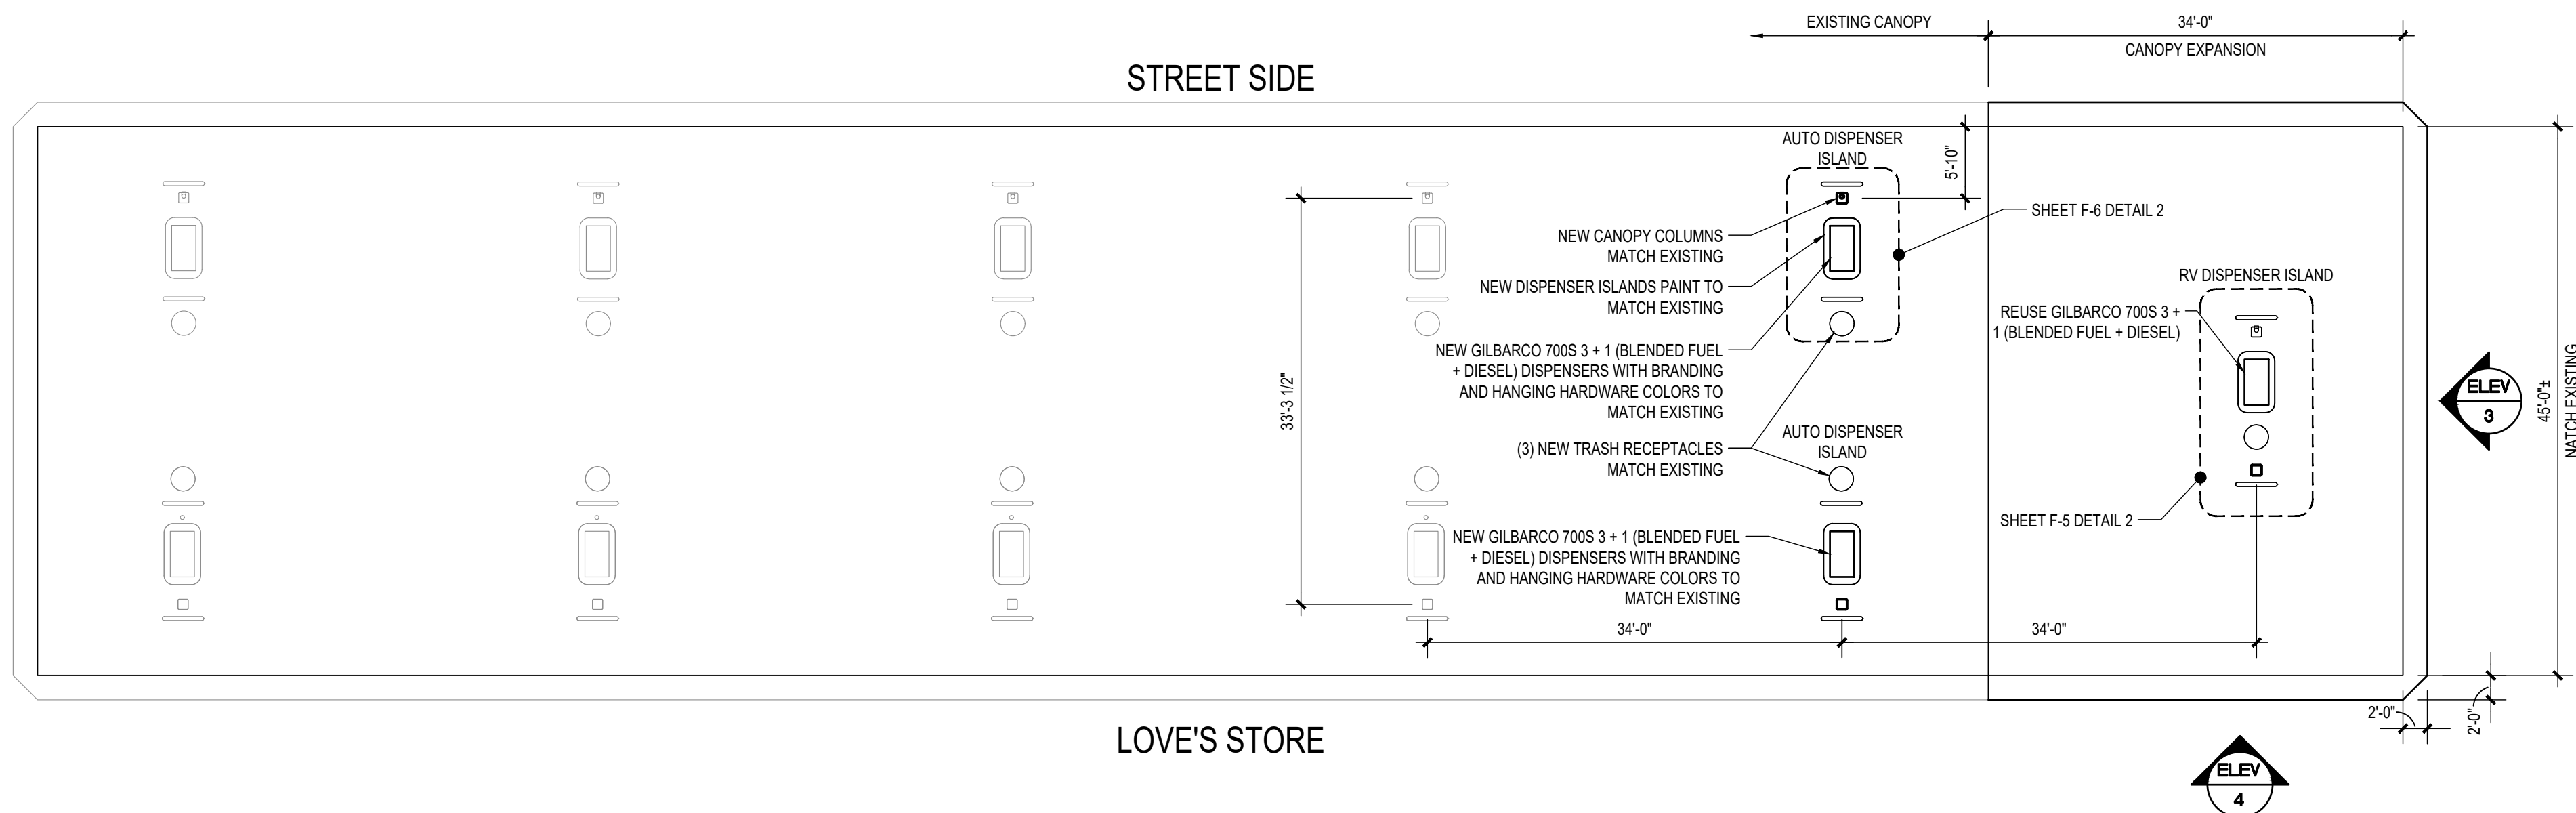 EXISTING CANOPY
34'-0"
CANOPY EXPANSION
STREET SIDE
AUTO DISPENSER
ISLAND
5'-10"
SHEET F-6 DETAIL 2
NEW CANOPY COLUMNS
MATCH EXISTING
NEW DISPENSER ISLANDS PAINT TO
MATCH EXISTING
NEW GILBARCO 700S 3 + 1 (BLENDED FUEL
+ DIESEL) DISPENSERS WITH BRANDING
AND HANGING HARDWARE COLORS TO
MATCH EXISTING
(3) NEW TRASH RECEPTACLES
MATCH EXISTING
33'-3 1/2"
AUTO DISPENSER
ISLAND
NEW GILBARCO 700S 3 + 1 (BLENDED FUEL
+ DIESEL) DISPENSERS WITH BRANDING
AND HANGING HARDWARE COLORS TO
MATCH EXISTING
RV DISPENSER ISLAND
REUSE GILBARCO 700S 3 +
1 (BLENDED FUEL + DIESEL)
SHEET F-5 DETAIL 2
ELEV
3
45'-0"±
NATCH EXISTING
34'-0"
34'-0"
2'-0"
2'-0"
LOVE'S STORE
ELEV
4